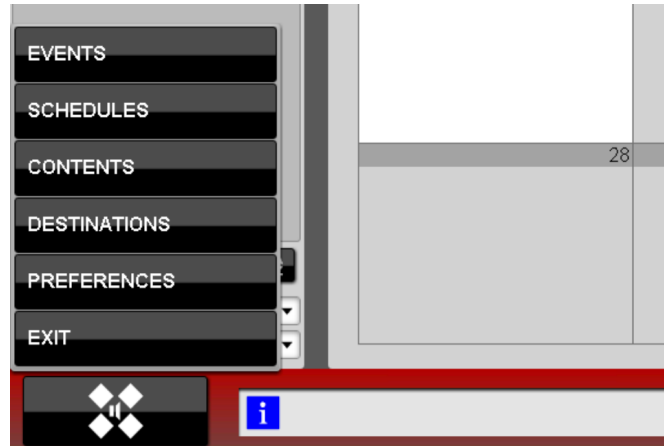 EVENTS
SCHEDULES
28
CONTENTS
DESTINATIONS
PREFERENCES
EXIT
i